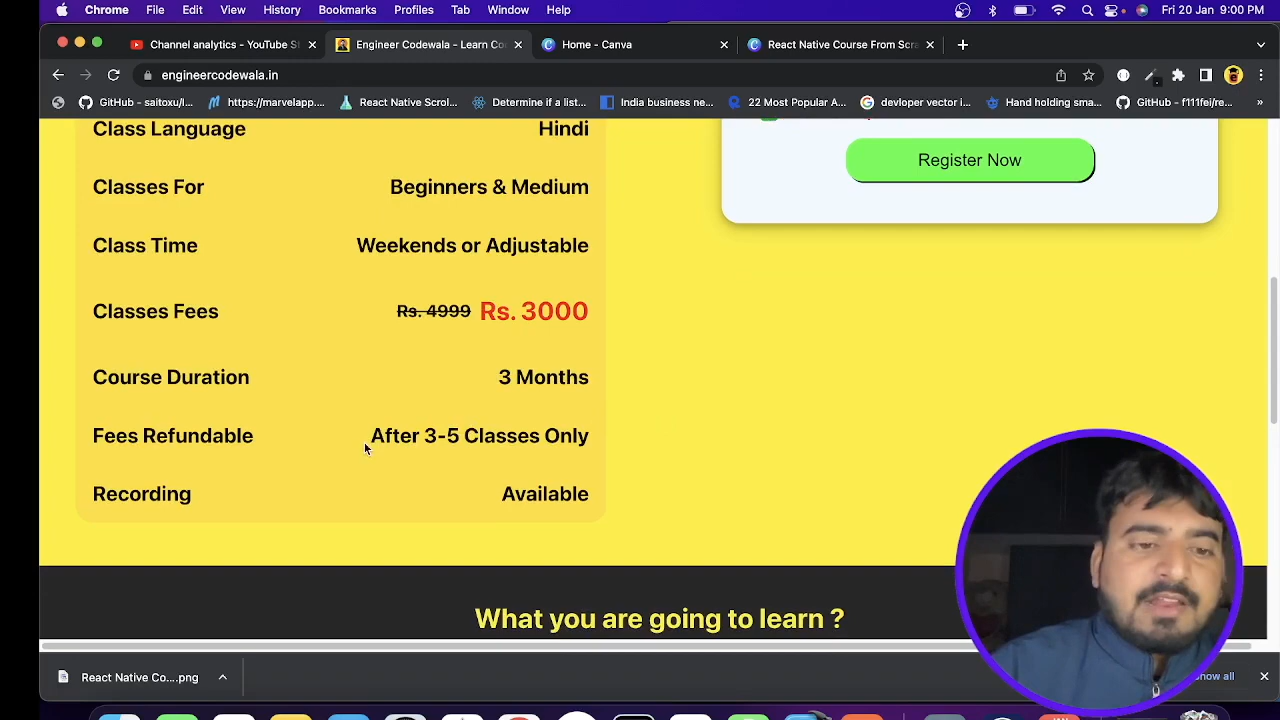 Chrome File Edit View History Bookmarks Profiles Tab Window Help Fri 20 Jan 9:00 PM
Channel analytics - YouTube S Engineer Codewala - Learn Co Home - Canva React Native Course From Scra
engineercodewala.in
GitHub - saitoxu/I... https://marvelapp.... React Native Scrol... Determine if a list... India business ne... 22 Most Popular A... devloper vector i... Hand holding sma... GitHub - f111fei/re...
Class Language Hindi
Register Now
Classes For Beginners & Medium
Class Time Weekends or Adjustable
Classes Fees Rs. 4999 Rs. 3000
Course Duration 3 Months
Fees Refundable After 3-5 Classes Only
Recording Available
What you are going to learn ?
React Native Co....png